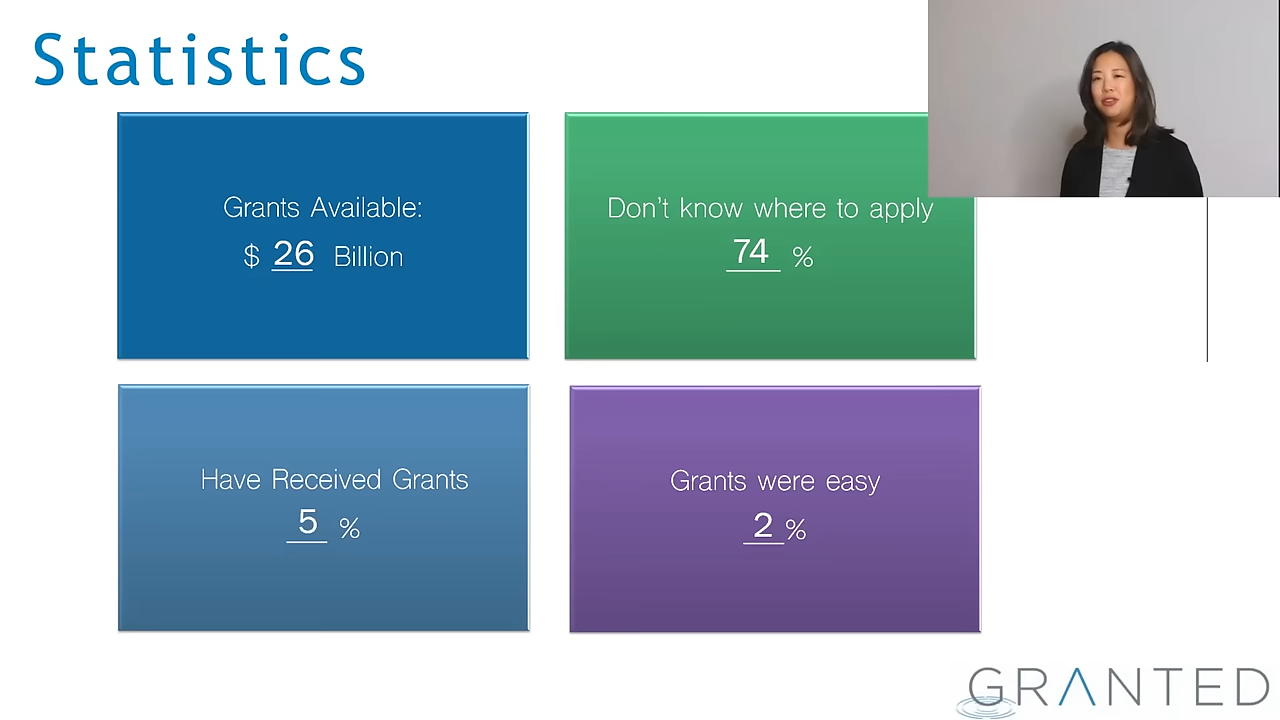 Statistics
Grants Available:
$ 26 Billion
Don't know where to apply
74 %
Have Received Grants
5 %
Grants were easy
2 %
GRANTED